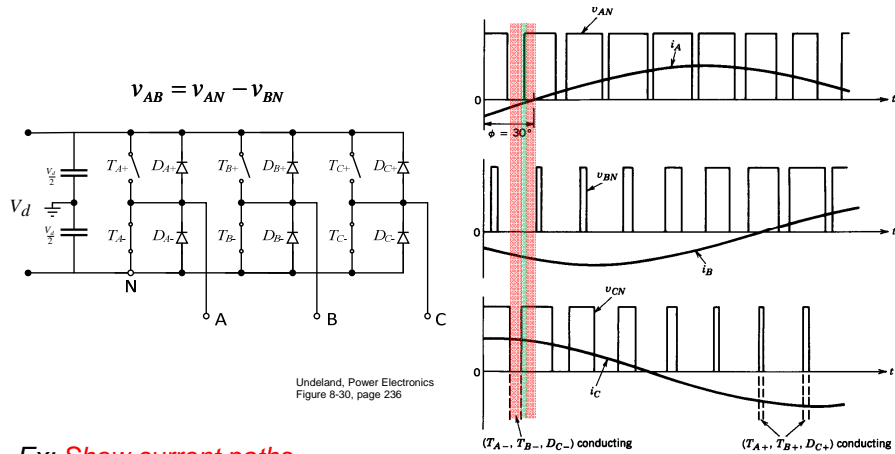 v_AB = v_AN − v_BN
T_A+ D_A+ T_B+ D_B+ T_C+ D_C+
V_d/2
V_d
V_d/2
T_A- D_A- T_B- D_B- T_C- D_C-
N
A
B
C
Undeland, Power Electronics
Figure 8-30, page 236
Ex: Show current paths
v_AN
i_A
0
t
ϕ = 30°
v_BN
0
t
i_B
v_CN
0
t
i_C
(T_A−, T_B−, D_C−) conducting
(T_A+, T_B+, D_C+) conducting